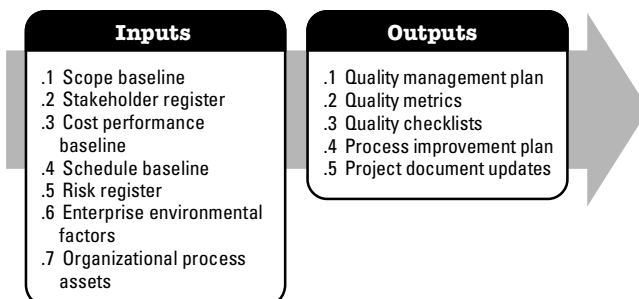 Inputs
.1 Scope baseline
.2 Stakeholder register
.3 Cost performance
baseline
.4 Schedule baseline
.5 Risk register
.6 Enterprise environmental
factors
.7 Organizational process
assets
Outputs
.1 Quality management plan
.2 Quality metrics
.3 Quality checklists
.4 Process improvement plan
.5 Project document updates